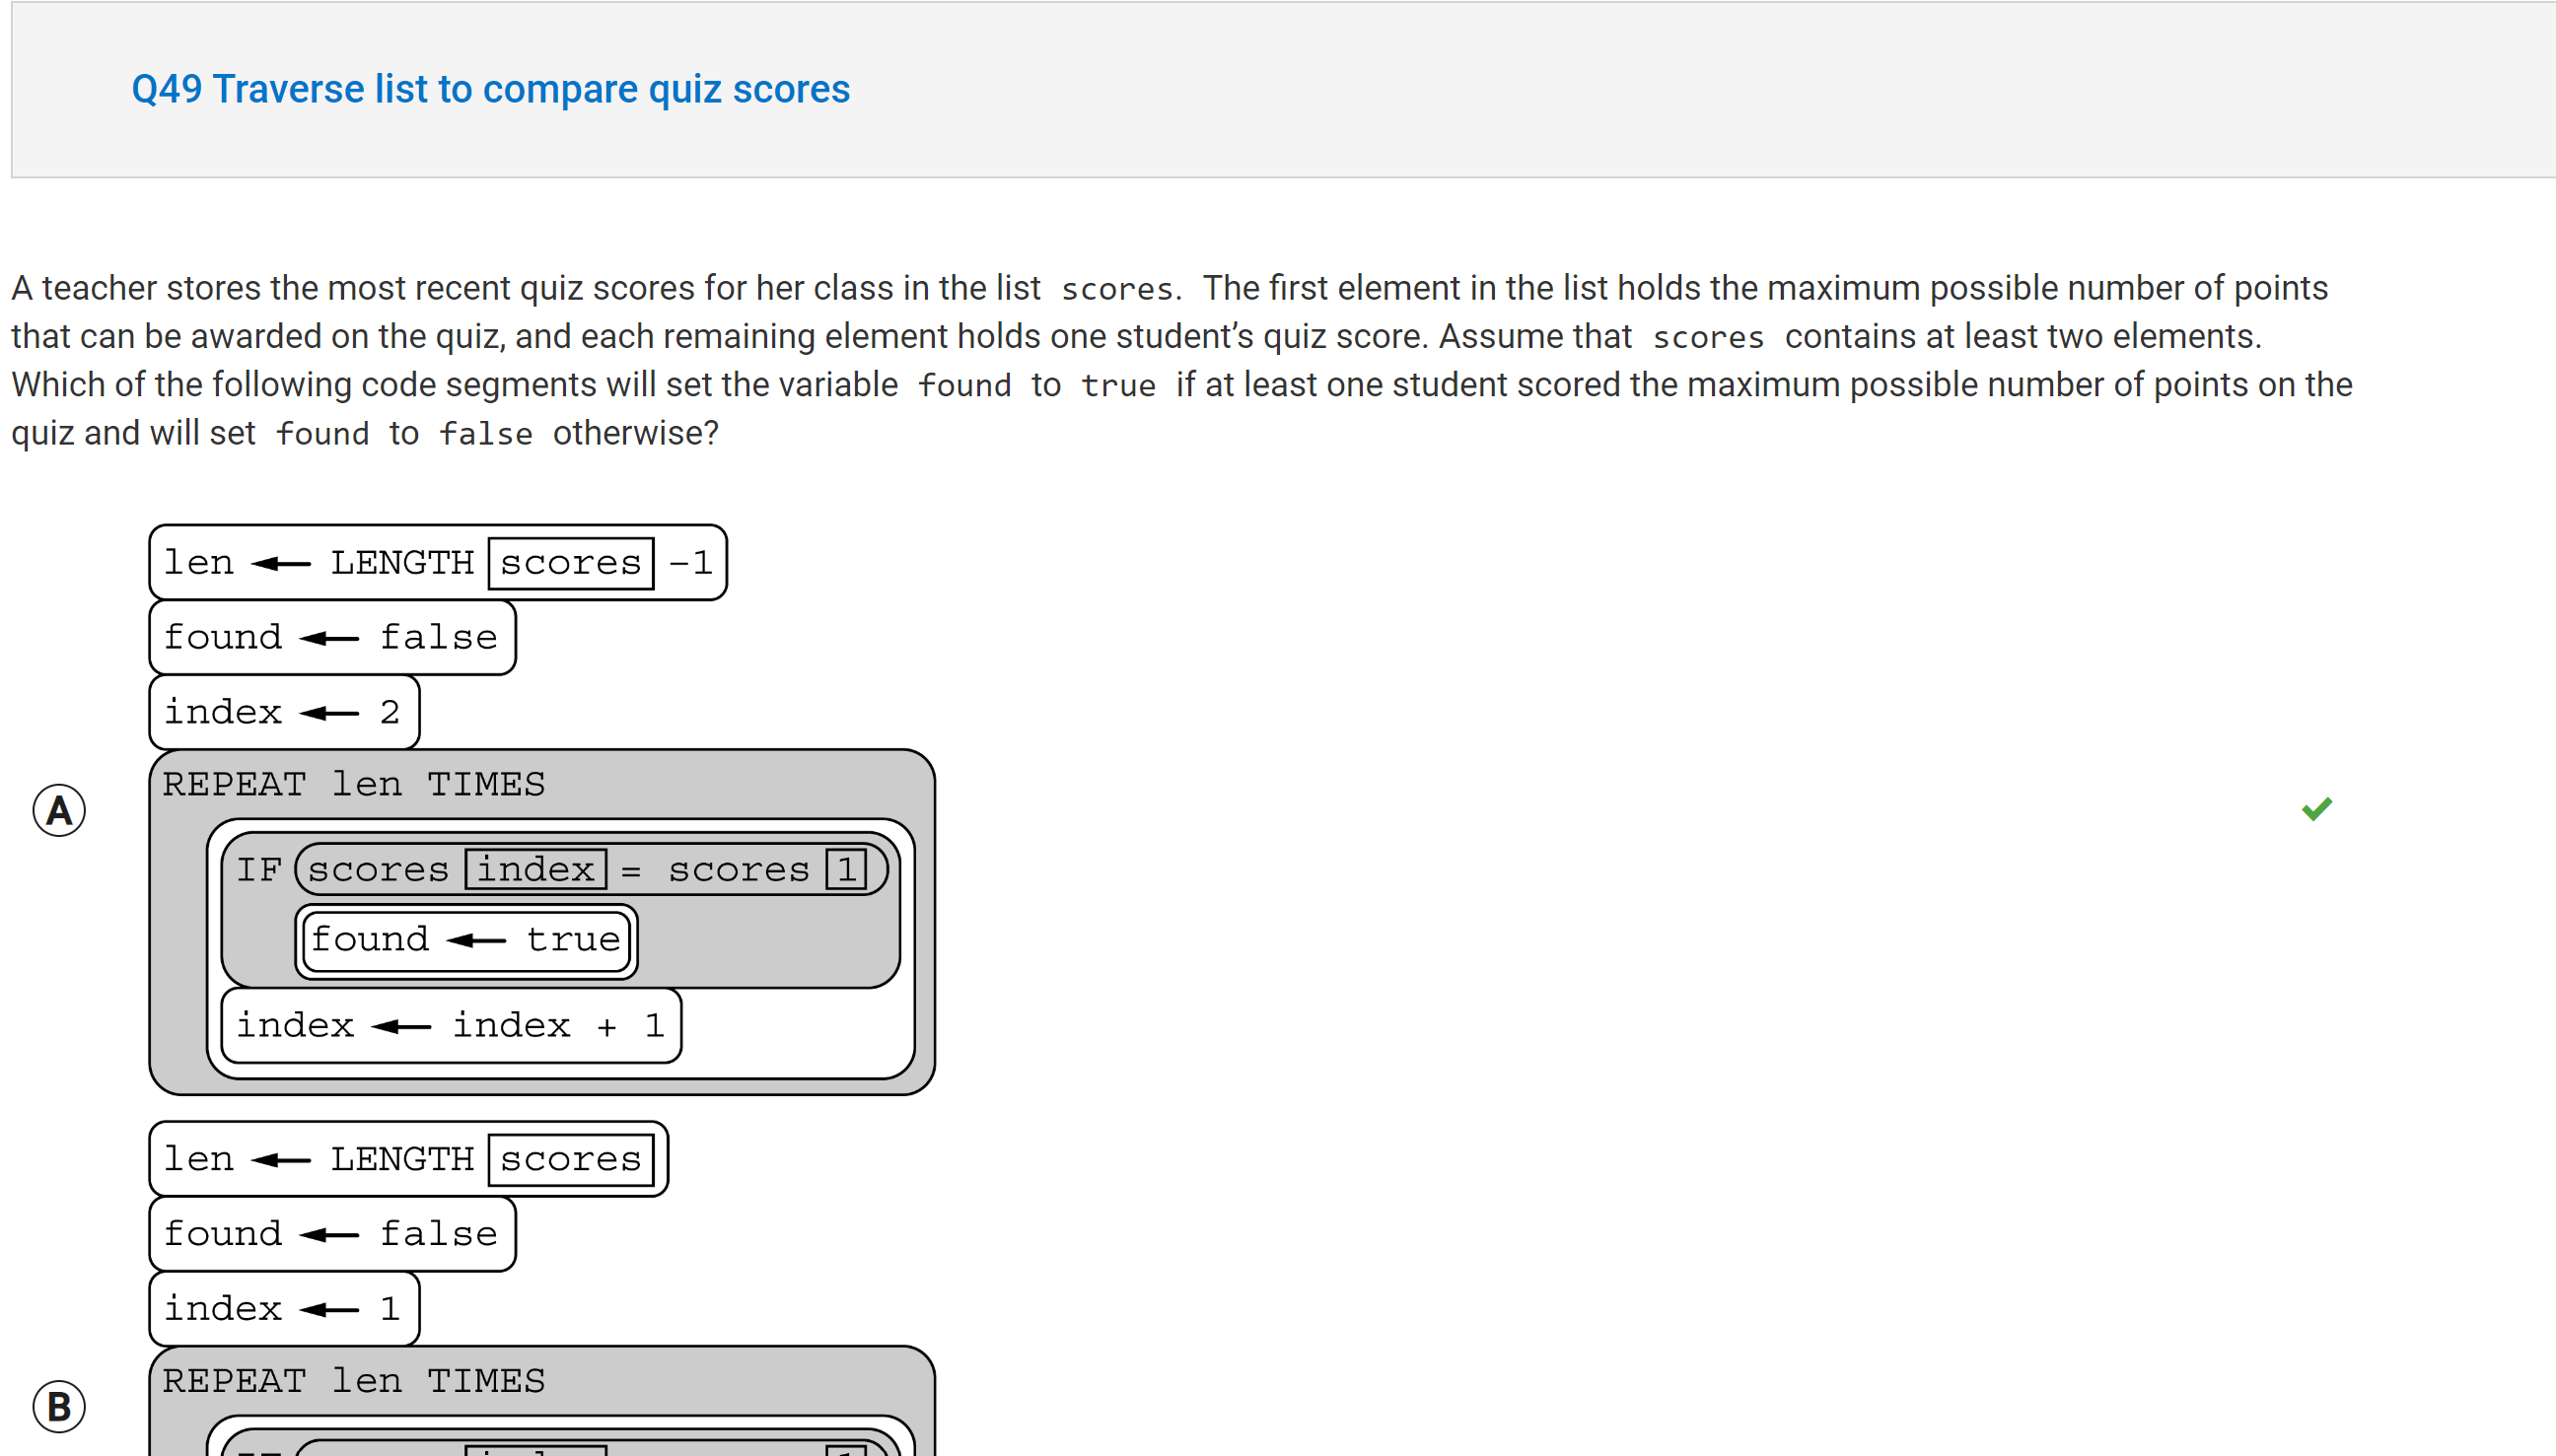 Q49 Traverse list to compare quiz scores
A teacher stores the most recent quiz scores for her class in the list scores. The first element in the list holds the maximum possible number of points
that can be awarded on the quiz, and each remaining element holds one student’s quiz score. Assume that scores contains at least two elements.
Which of the following code segments will set the variable found to true if at least one student scored the maximum possible number of points on the
quiz and will set found to false otherwise?
len ← LENGTH scores −1
found ← false
index ← 2
REPEAT len TIMES
A
IF scores index = scores 1
found ← true
index ← index + 1
len ← LENGTH scores
found ← false
index ← 1
REPEAT len TIMES
B